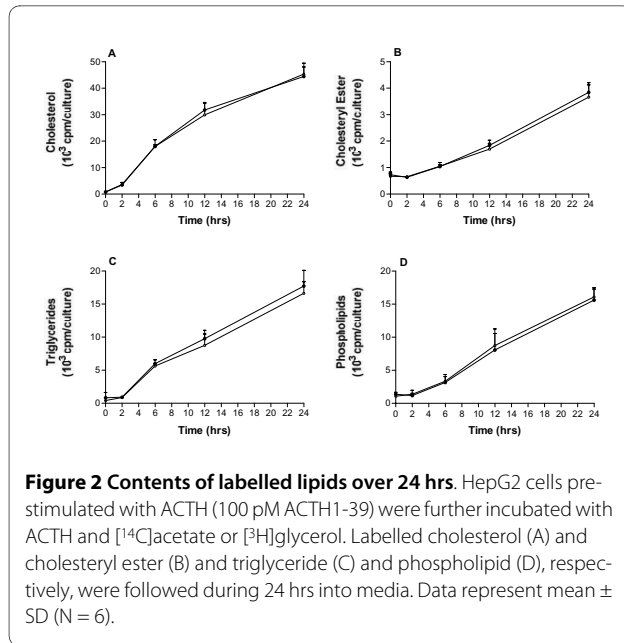 A
Cholesterol
(10³ cpm/culture)
50
40
30
20
10
0
0 2 4 6 8 10 12 14 16 18 20 22 24
Time (hrs)
B
Cholesteryl Ester
(10³ cpm/culture)
5
4
3
2
1
0
0 2 4 6 8 10 12 14 16 18 20 22 24
Time (hrs)
C
Triglycerides
(10³ cpm/culture)
20
15
10
5
0
0 2 4 6 8 10 12 14 16 18 20 22 24
Time (hrs)
D
Phospholipids
(10³ cpm/culture)
20
15
10
5
0
0 2 4 6 8 10 12 14 16 18 20 22 24
Time (hrs)
Figure 2 Contents of labelled lipids over 24 hrs. HepG2 cells pre-
stimulated with ACTH (100 pM ACTH1-39) were further incubated with
ACTH and [¹⁴C]acetate or [³H]glycerol. Labelled cholesterol (A) and
cholesteryl ester (B) and triglyceride (C) and phospholipid (D), respec-
tively, were followed during 24 hrs into media. Data represent mean ±
SD (N = 6).